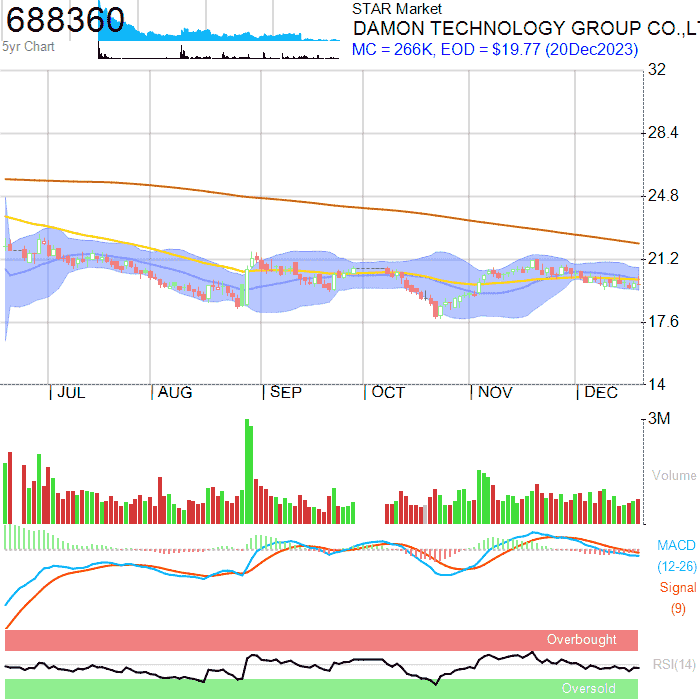 688360
5yr Chart
STAR Market
DAMON TECHNOLOGY GROUP CO.,LT
MC = 266K, EOD = $19.77 (20Dec2023)
32
28.4
24.8
21.2
17.6
14
JUL AUG SEP OCT NOV DEC
3M
Volume
MACD
(12-26)
Signal
(9)
Overbought
RSI(14)
Oversold